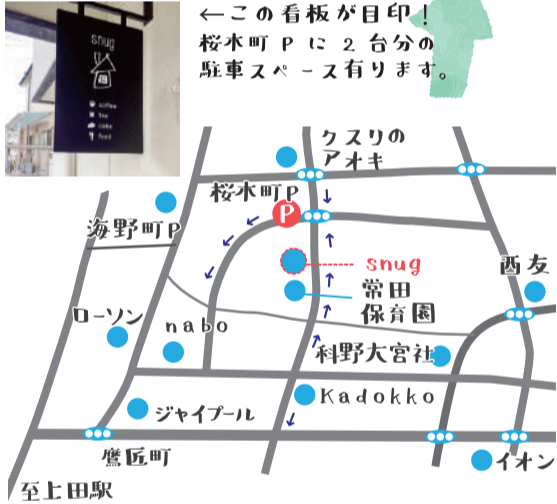 snug
coffee
tea
cake
food
←この看板が目印！
桜木町Pに2台分の
駐車スペース有ります。
クスリの
アオキ
桜木町P
P
海野町P
snug
西友
常田
保育園
ローソン
nabo
科野大宮社
Kadokko
ジャイプール
鷹匠町
イオン
至上田駅